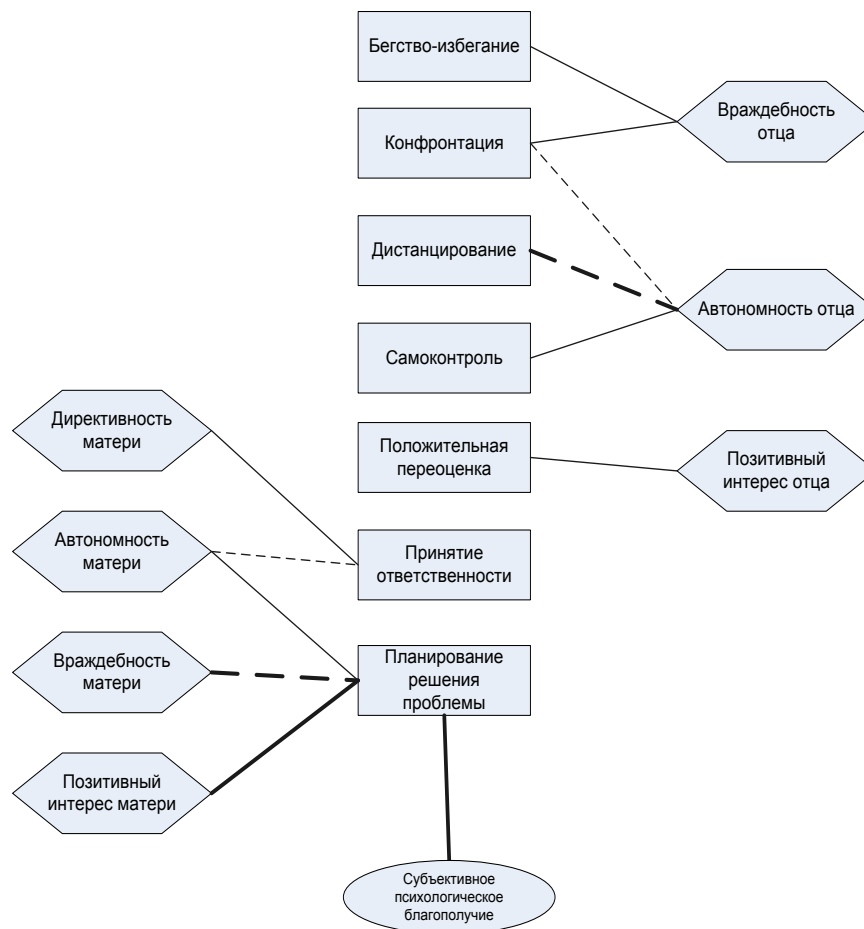 Бегство-избегание
Враждебность
отца
Конфронтация
Дистанцирование
Автономность отца
Самоконтроль
Директивность
матери
Положительная
переоценка
Позитивный
интерес отца
Автономность
матери
Принятие
ответственности
Враждебность
матери
Планирование
решения
проблемы
Позитивный
интерес матери
Субъективное
психологическое
благополучие